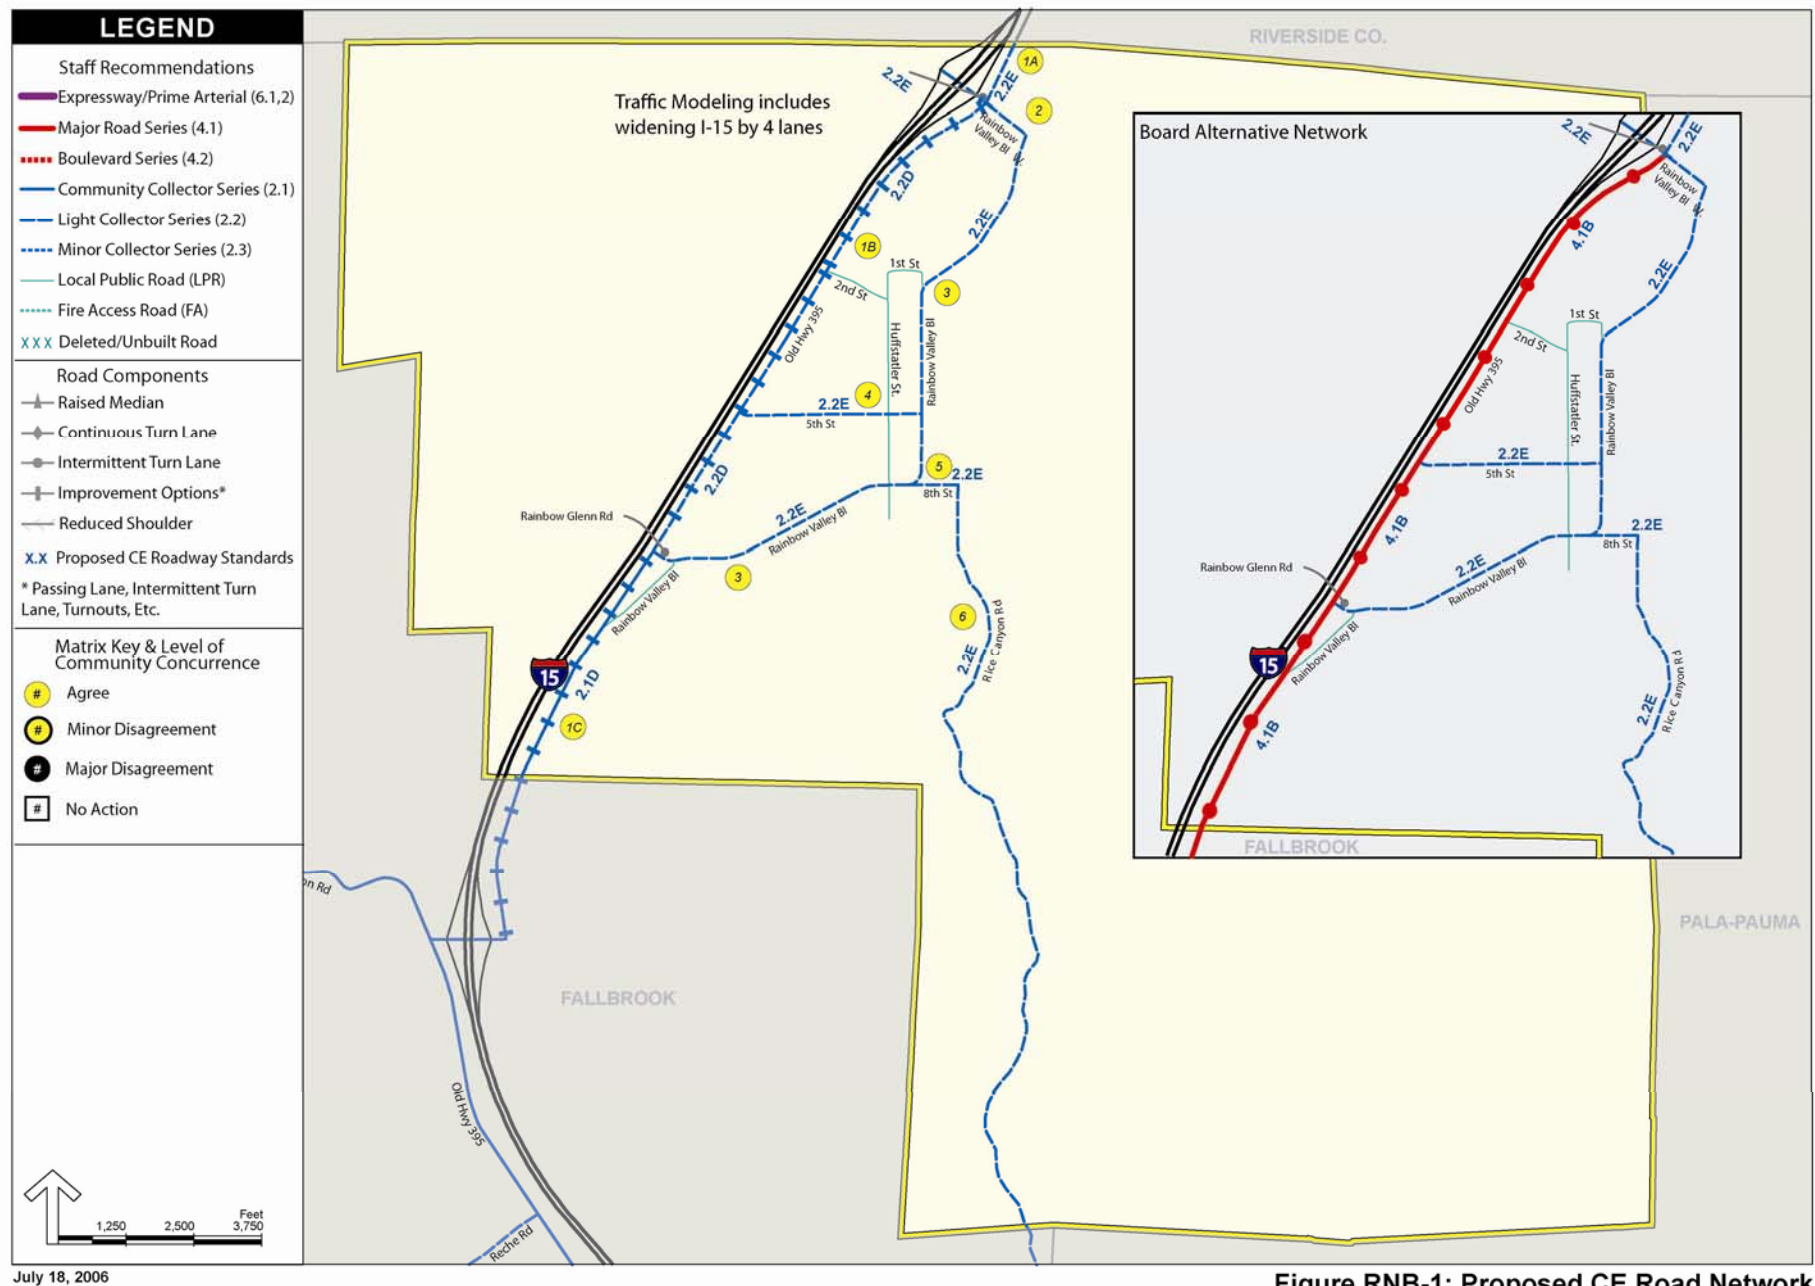 LEGEND
Staff Recommendations
Expressway/Prime Arterial (6.1,2)
Major Road Series (4.1)
Boulevard Series (4.2)
Community Collector Series (2.1)
Light Collector Series (2.2)
Minor Collector Series (2.3)
Local Public Road (LPR)
Fire Access Road (FA)
XXX Deleted/Unbuilt Road
Road Components
Raised Median
Continuous Turn Lane
Intermittent Turn Lane
Improvement Options*
Reduced Shoulder
X.X Proposed CE Roadway Standards
* Passing Lane, Intermittent Turn
Lane, Turnouts, Etc.
Matrix Key & Level of
Community Concurrence
# Agree
# Minor Disagreement
# Major Disagreement
# No Action
Feet
1,250 2,500 3,750
July 18, 2006
RIVERSIDE CO.
Traffic Modeling includes
widening I-15 by 4 lanes
2.2E
2.2E
1A
2
Rainbow
Valley Bl W.
2.2D
2.2E
1B
1st St
2nd St
3
Old Hwy 395
Huffstatler St.
Rainbow Valley Bl
4
2.2E
5th St
5
2.2E
8th St
2.2D
Rainbow Glenn Rd
2.2E
Rainbow Valley Bl
3
Rainbow Valley Bl
6
2.2E
Rice Canyon Rd
15
2.1D
1C
on Rd
FALLBROOK
Old Hwy 395
Reche Rd
PALA-PAUMA
Board Alternative Network
2.2E
2.2E
Rainbow
Valley Bl W.
4.1B
2.2E
1st St
2nd St
Old Hwy 395
Huffstatler St.
Rainbow Valley Bl
2.2E
5th St
4.1B
2.2E
8th St
Rainbow Glenn Rd
2.2E
Rainbow Valley Bl
Rainbow Valley Bl
15
4.1B
2.2E
Rice Canyon Rd
FALLBROOK
Figure RNB-1: Proposed CE Road Network